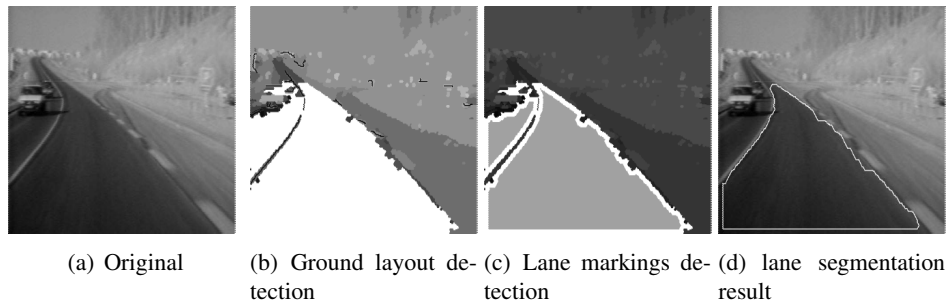 (a) Original
(b) Ground layout de-
tection
(c) Lane markings de-
tection
(d) lane segmentation
result